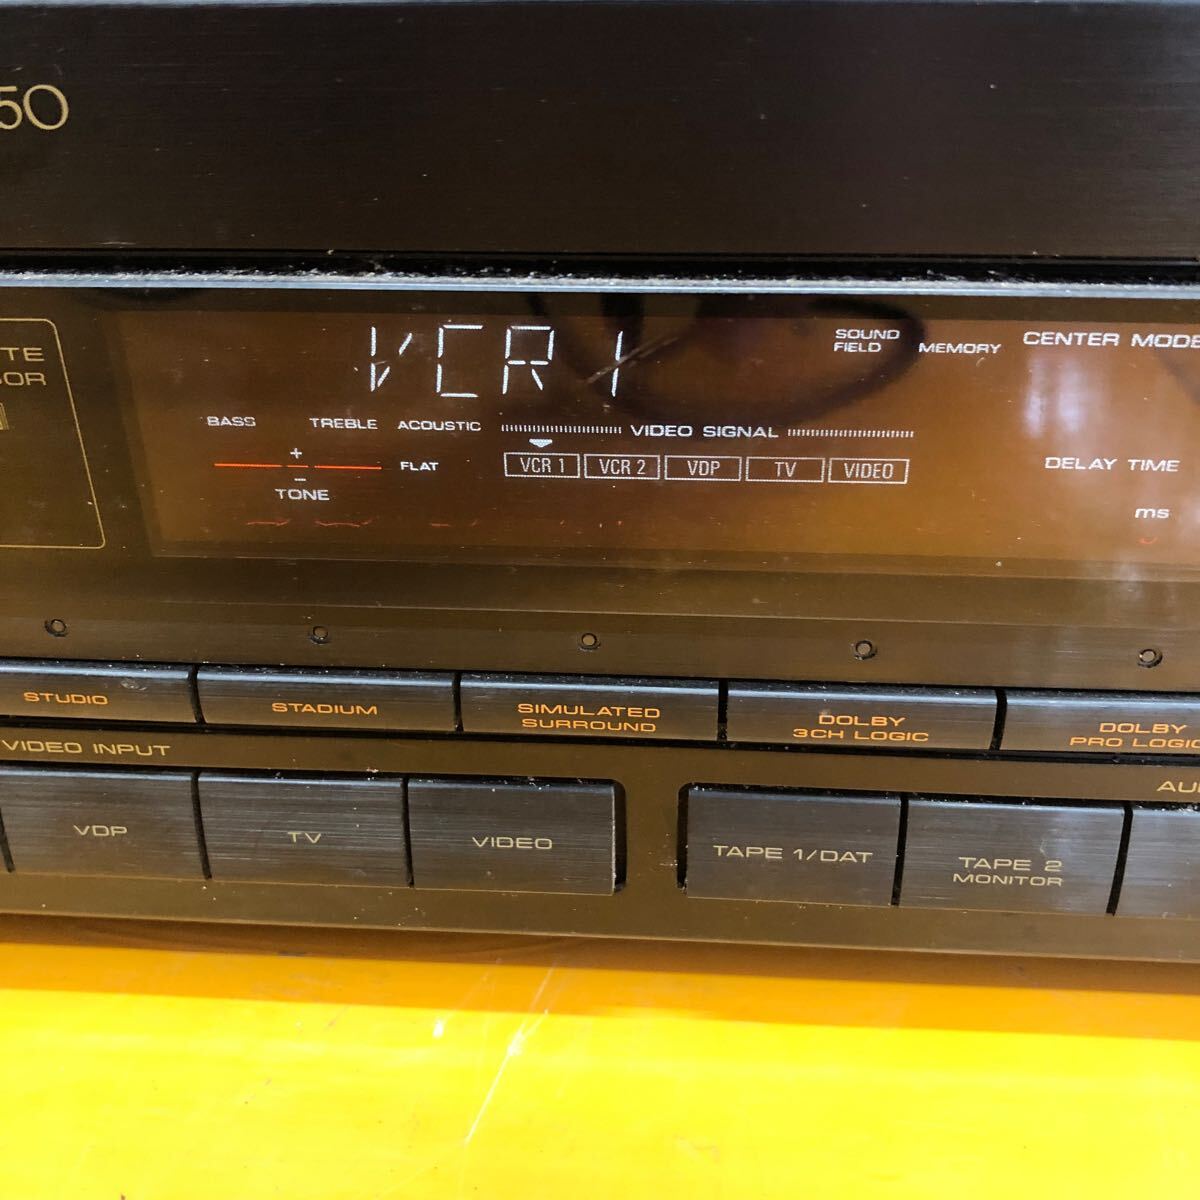 50
VCR 1
SOUND
FIELD
MEMORY
CENTER MODE
BASS
TREBLE
ACOUSTIC
VIDEO SIGNAL
+
FLAT
VCR 1
VCR 2
VDP
TV
VIDEO
DELAY TIME
−
TONE
ms
STUDIO
STADIUM
SIMULATED
SURROUND
DOLBY
3CH LOGIC
DOLBY
PRO LOGIC
VIDEO INPUT
VDP
TV
VIDEO
TAPE 1/DAT
TAPE 2
MONITOR